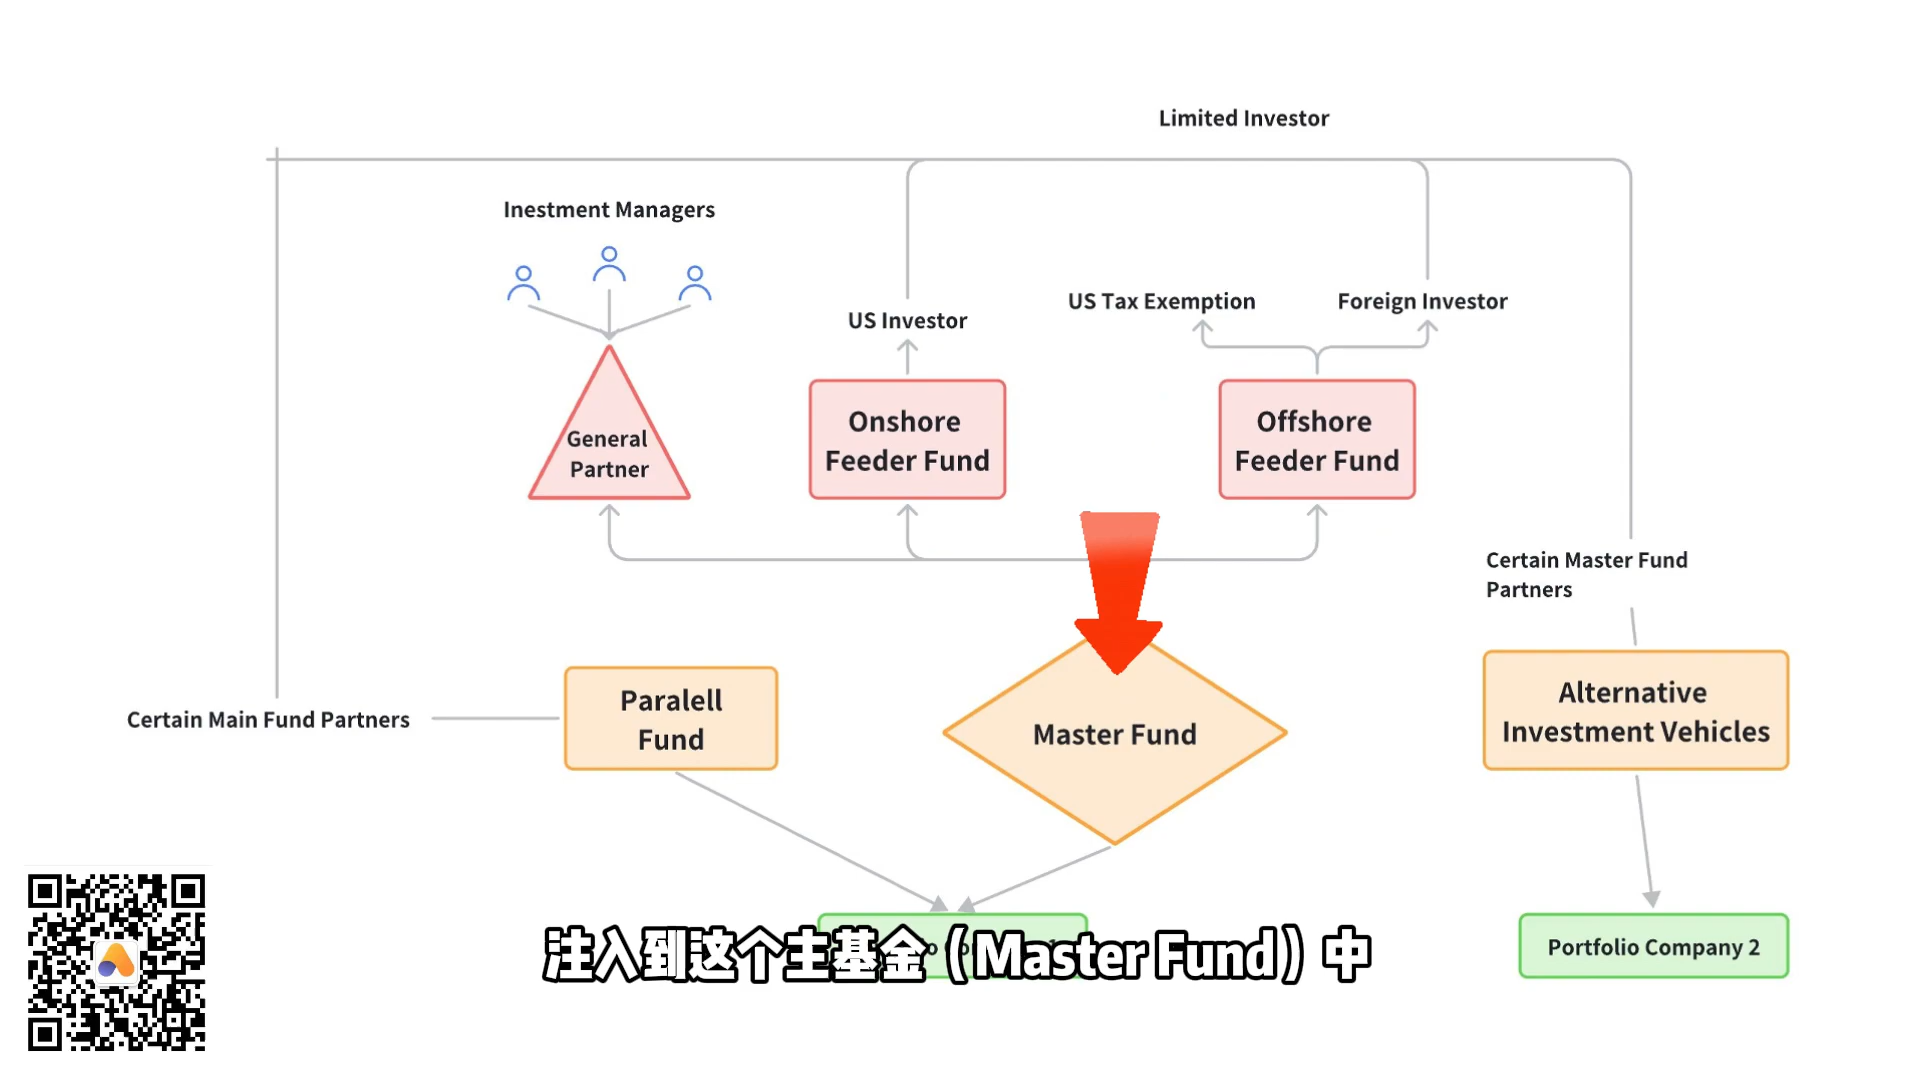 Limited Investor
Inestment Managers
US Investor
US Tax Exemption
Foreign Investor
General
Partner
Onshore
Feeder Fund
Offshore
Feeder Fund
Certain Master Fund
Partners
Certain Main Fund Partners
Paralell
Fund
Master Fund
Alternative
Investment Vehicles
Portfolio Company 2
注入到这个主基金（Master Fund）中